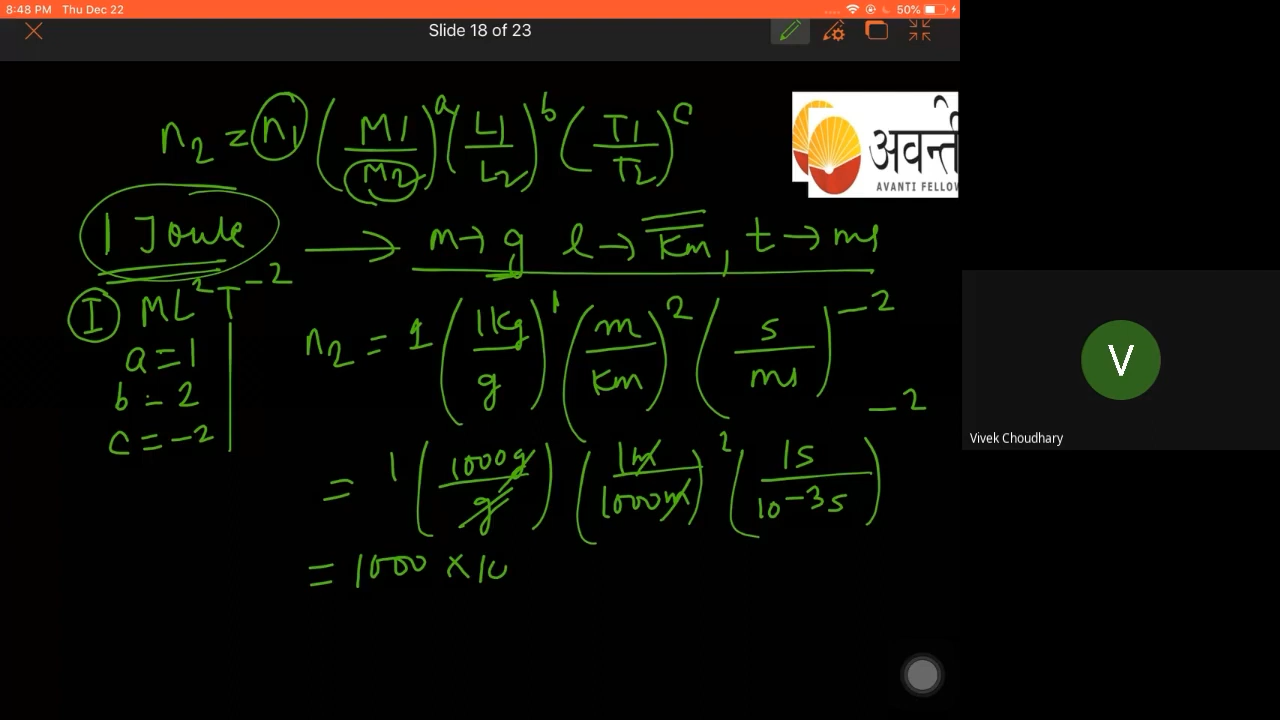 8:48 PM Thu Dec 22
50%
Slide 18 of 23
n₂ = n₁ (M1/M2)ᵃ (L1/L2)ᵇ (T1/T2)ᶜ
अवन्ती
AVANTI FELLOW
1 Joule → m→g l→Km, t→ms
I ML²T⁻²
a=1
b=2
c=-2
n₂ = 1 (1kg/g)¹ (m/Km)² (s/ms)⁻²
= 1 (1000g/g) (1m/1000m)² (1s/10⁻³s)⁻²
= 1000 × 10
V
Vivek Choudhary